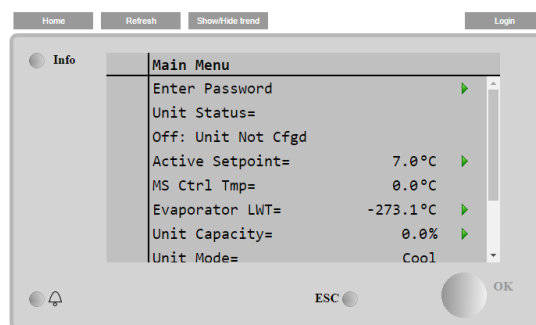 Home Refresh Show/Hide trend Login
Info
Main Menu
Enter Password
Unit Status=
Off: Unit Not Cfgd
Active Setpoint= 7.0°C
MS Ctrl Tmp= 0.0°C
Evaporator LWT= -273.1°C
Unit Capacity= 0.0%
Unit Mode= Cool
ESC
OK